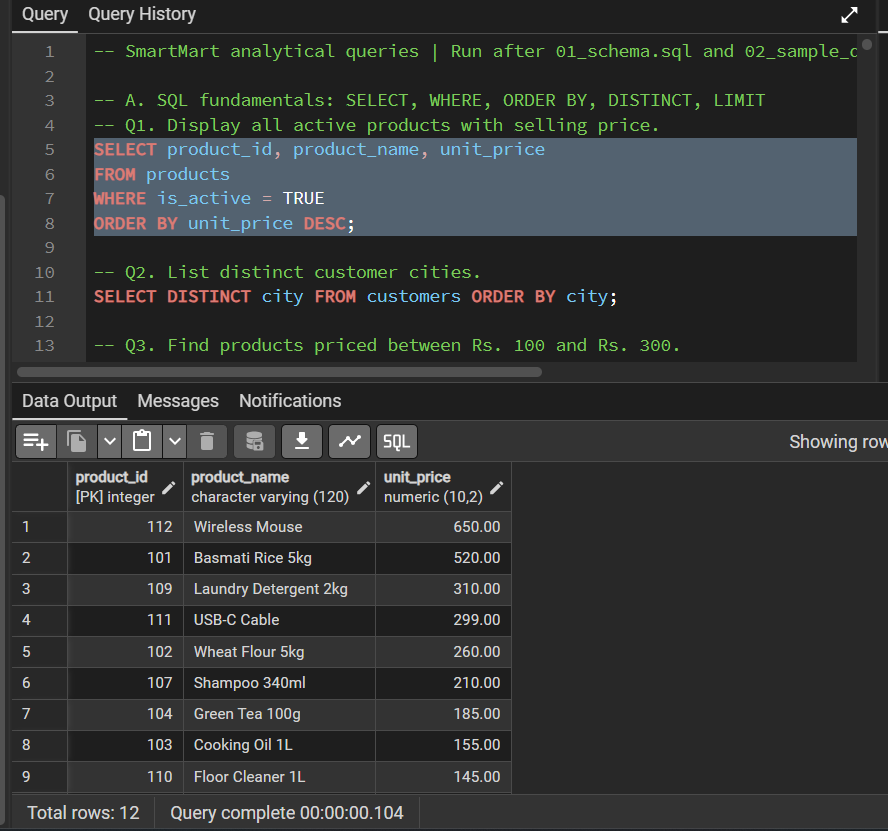 Query Query History
1 -- SmartMart analytical queries | Run after 01_schema.sql and 02_sample_
2
3 -- A. SQL fundamentals: SELECT, WHERE, ORDER BY, DISTINCT, LIMIT
4 -- Q1. Display all active products with selling price.
5 SELECT product_id, product_name, unit_price
6 FROM products
7 WHERE is_active = TRUE
8 ORDER BY unit_price DESC;
9
10 -- Q2. List distinct customer cities.
11 SELECT DISTINCT city FROM customers ORDER BY city;
12
13 -- Q3. Find products priced between Rs. 100 and Rs. 300.
Data Output Messages Notifications
SQL Showing row
product_id product_name unit_price
[PK] integer character varying (120) numeric (10,2)
1 112 Wireless Mouse 650.00
2 101 Basmati Rice 5kg 520.00
3 109 Laundry Detergent 2kg 310.00
4 111 USB-C Cable 299.00
5 102 Wheat Flour 5kg 260.00
6 107 Shampoo 340ml 210.00
7 104 Green Tea 100g 185.00
8 103 Cooking Oil 1L 155.00
9 110 Floor Cleaner 1L 145.00
Total rows: 12 Query complete 00:00:00.104